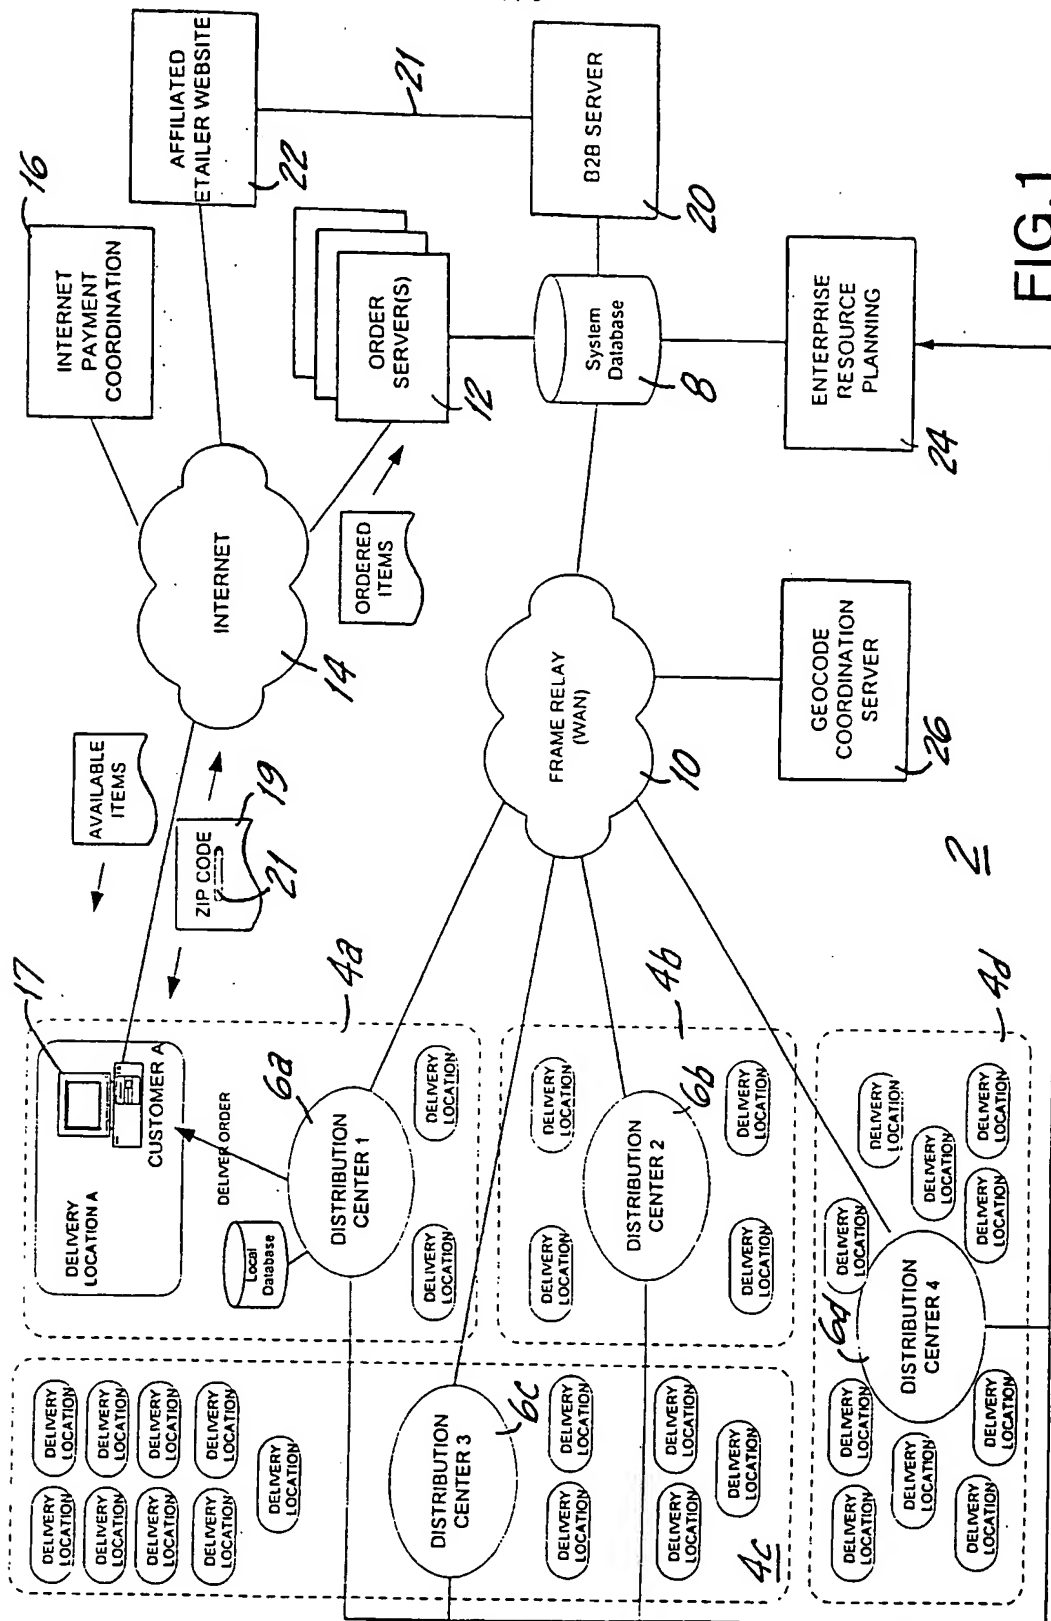 16
INTERNET
PAYMENT
COORDINATION
AFFILIATED
ETAILER WEBSITE
22
21
B2B SERVER
20
ORDER
SERVER(S)
12
System
Database
8
ENTERPRISE
RESOURCE
PLANNING
24
FIG.1
INTERNET
14
ORDERED
ITEMS
FRAME RELAY
(WAN)
10
GEOCODE
COORDINATION
SERVER
26
AVAILABLE
ITEMS
ZIP CODE
19
21
2
17
DELIVERY
LOCATION A
CUSTOMER A
DELIVER ORDER
Local
Database
4a
6a
DISTRIBUTION
CENTER 1
DELIVERY
LOCATION
DELIVERY
LOCATION
4b
DELIVERY
LOCATION
DELIVERY
LOCATION
DISTRIBUTION
CENTER 2
6b
DELIVERY
LOCATION
DELIVERY
LOCATION
DELIVERY
LOCATION
DELIVERY
LOCATION
DELIVERY
LOCATION
DELIVERY
LOCATION
DELIVERY
LOCATION
DELIVERY
LOCATION
DELIVERY
LOCATION
DELIVERY
LOCATION
DELIVERY
LOCATION
DISTRIBUTION
CENTER 3
6c
DELIVERY
LOCATION
DELIVERY
LOCATION
DELIVERY
LOCATION
DELIVERY
LOCATION
DELIVERY
LOCATION
4c
4d
DELIVERY
LOCATION
DELIVERY
LOCATION
DELIVERY
LOCATION
DELIVERY
LOCATION
DELIVERY
LOCATION
6d
DISTRIBUTION
CENTER 4
DELIVERY
LOCATION
DELIVERY
LOCATION
DELIVERY
LOCATION
DELIVERY
LOCATION
DELIVERY
LOCATION